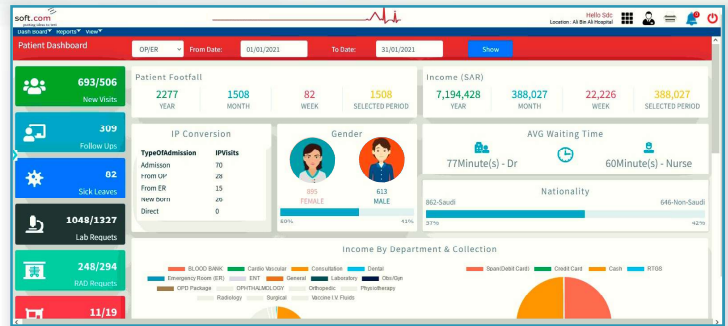 soft.com
Hello Sdc
Location : Ali Bin Ali Hospital
Dash Board Reports View
Patient Dashboard
OP/ER
From Date:
01/01/2021
To Date:
31/01/2021
Show
693/506
New Visits
309
Follow Ups
82
Sick Leaves
1048/1327
Lab Requets
248/294
RAD Requets
11/19
Patient Footfall
2277
YEAR
1508
MONTH
82
WEEK
1508
SELECTED PERIOD
Income (SAR)
7,194,428
YEAR
388,027
MONTH
22,226
WEEK
388,027
SELECTED PERIOD
IP Conversion
TypeOfAdmission IPVisits
Admisson 70
From OP 28
From ER 15
New Born 26
Direct 0
Gender
895
FEMALE
613
MALE
60% 41%
AVG Waiting Time
77Minute(s) - Dr
60Minute(s) - Nurse
Nationality
862-Saudi 646-Non-Saudi
57% 42%
Income By Department & Collection
BLOOD BANK Cardio Vascular Consultation Dental
Emergency Room (ER) ENT General Laboratory Obs/Gyn
OPD Package OPHTHALMOLOGY Orthopedic Physiotherapy
Radiology Surgical Vaccine I.V. Fluids
Span(Debit Card) Credit Card Cash RTGS